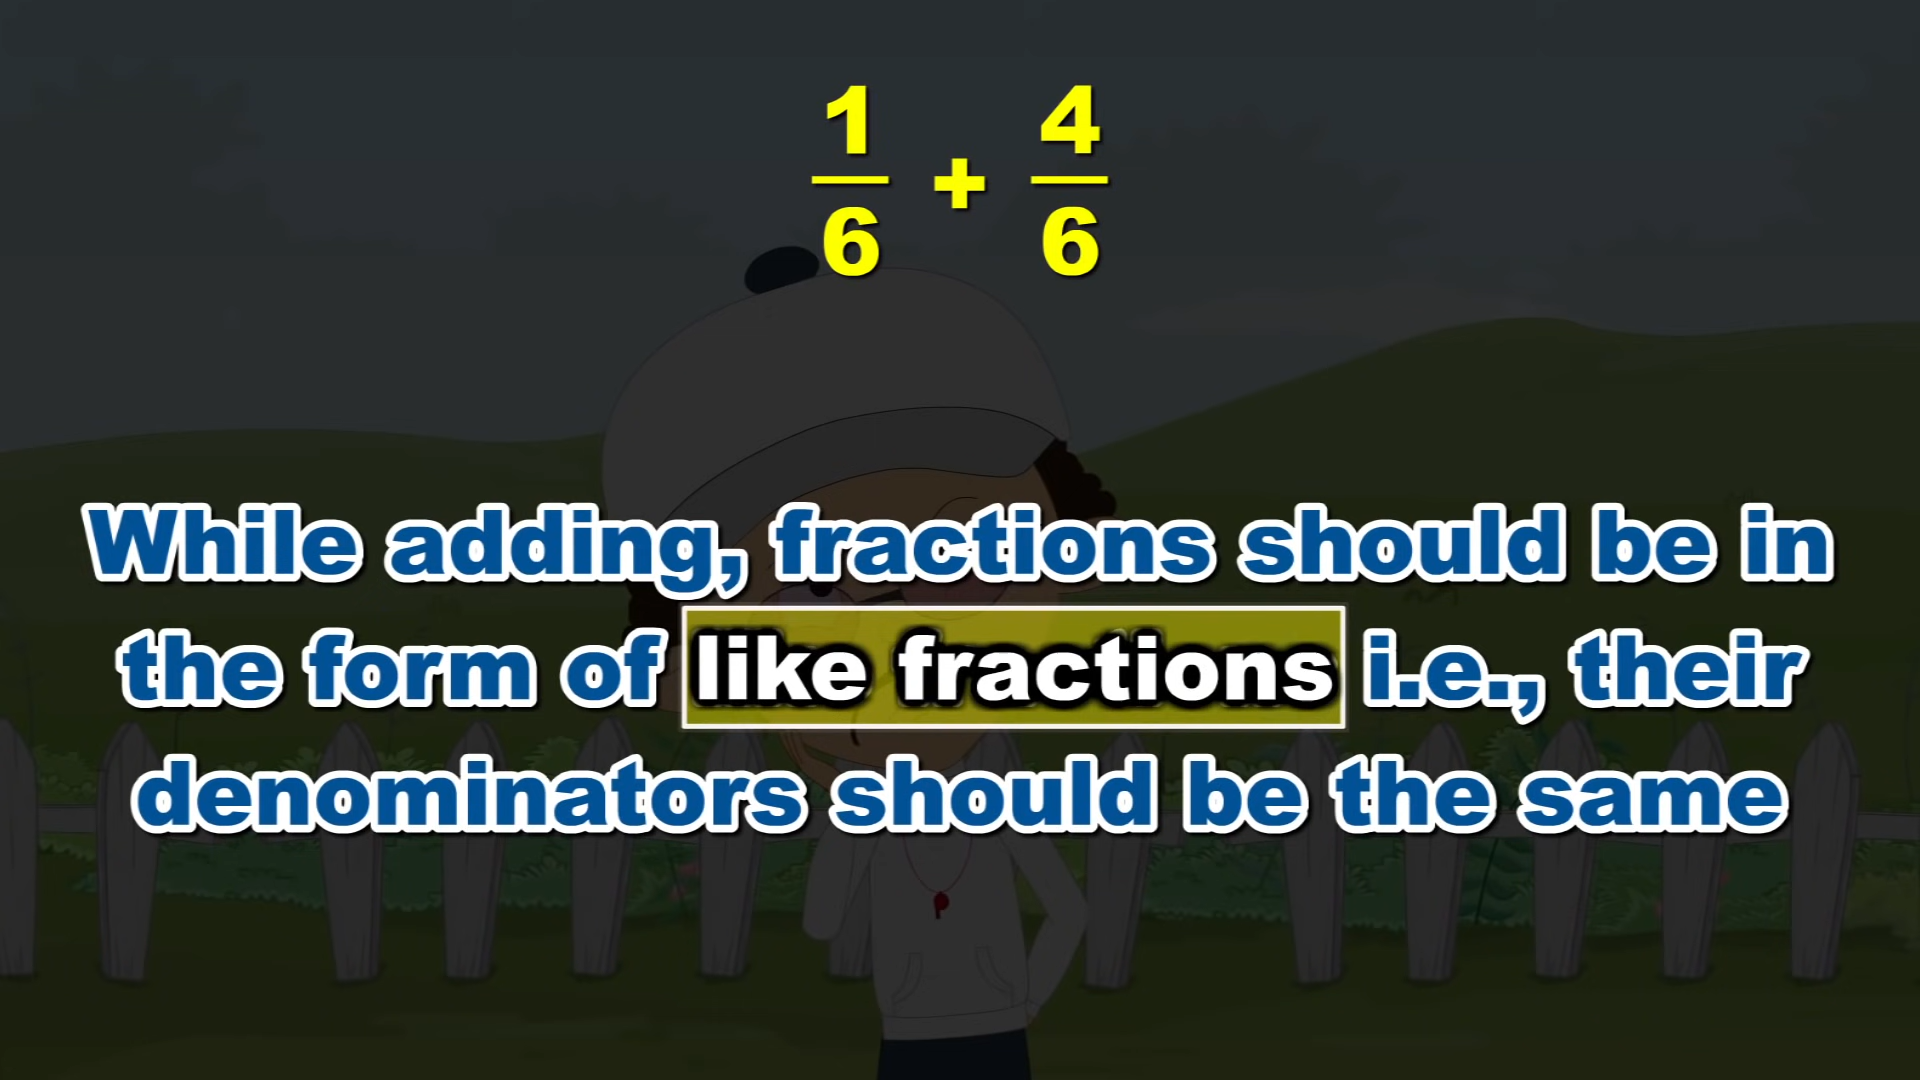 1/6 + 4/6
While adding, fractions should be in
the form of like fractions i.e., their
denominators should be the same